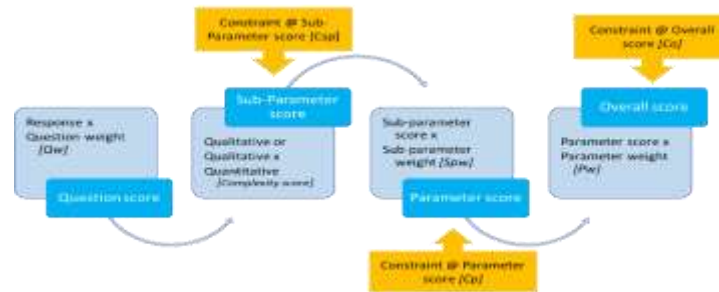 Constraint @ Sub-
Parameter score [Csp]
Constraint @ Overall
score [Co]
Response x
Question weight
[Qw]
Question score
Sub-Parameter
score
Qualitative or
Qualitative x
Quantitative
[Complexity score]
Sub-parameter
score x
Sub-parameter
weight [Spw]
Parameter score
Overall score
Parameter score x
Parameter weight
[Pw]
Constraint @ Parameter
score [Cp]